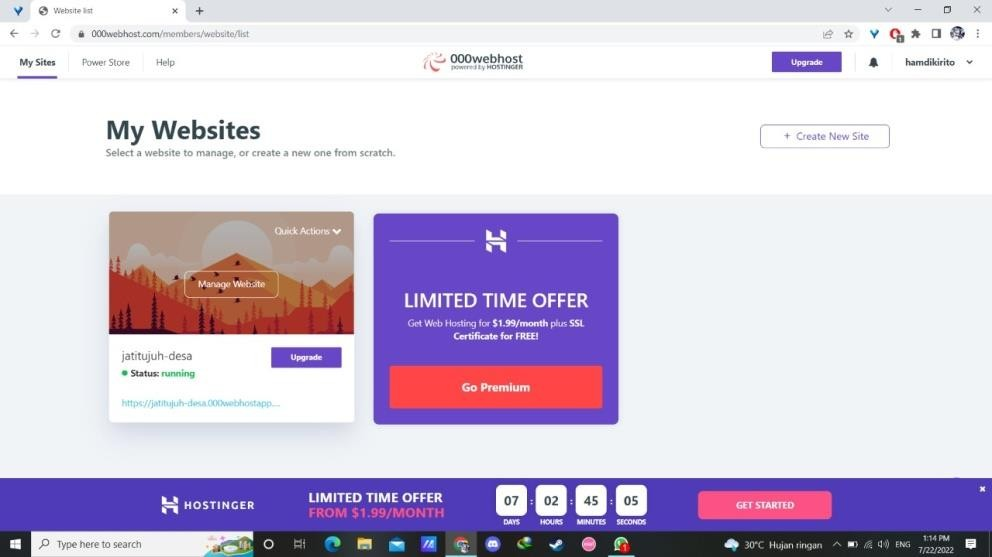 Website list
000webhost.com/members/website/list
1
My Sites
Power Store
Help
000webhost
powered by HOSTINGER
Upgrade
hamdikirito
My Websites
+ Create New Site
Select a website to manage, or create a new one from scratch.
Quick Actions
Manage Website
jatitujuh-desa
Upgrade
Status: running
https://jatitujuh-desa.000webhostapp....
LIMITED TIME OFFER
Get Web Hosting for $1.99/month plus SSL
Certificate for FREE!
Go Premium
HOSTINGER
LIMITED TIME OFFER
FROM $1.99/MONTH
07 : 02 : 45 : 05
DAYS HOURS MINUTES SECONDS
GET STARTED
Type here to search
1
30°C Hujan ringan
ENG
1:14 PM
7/22/2022